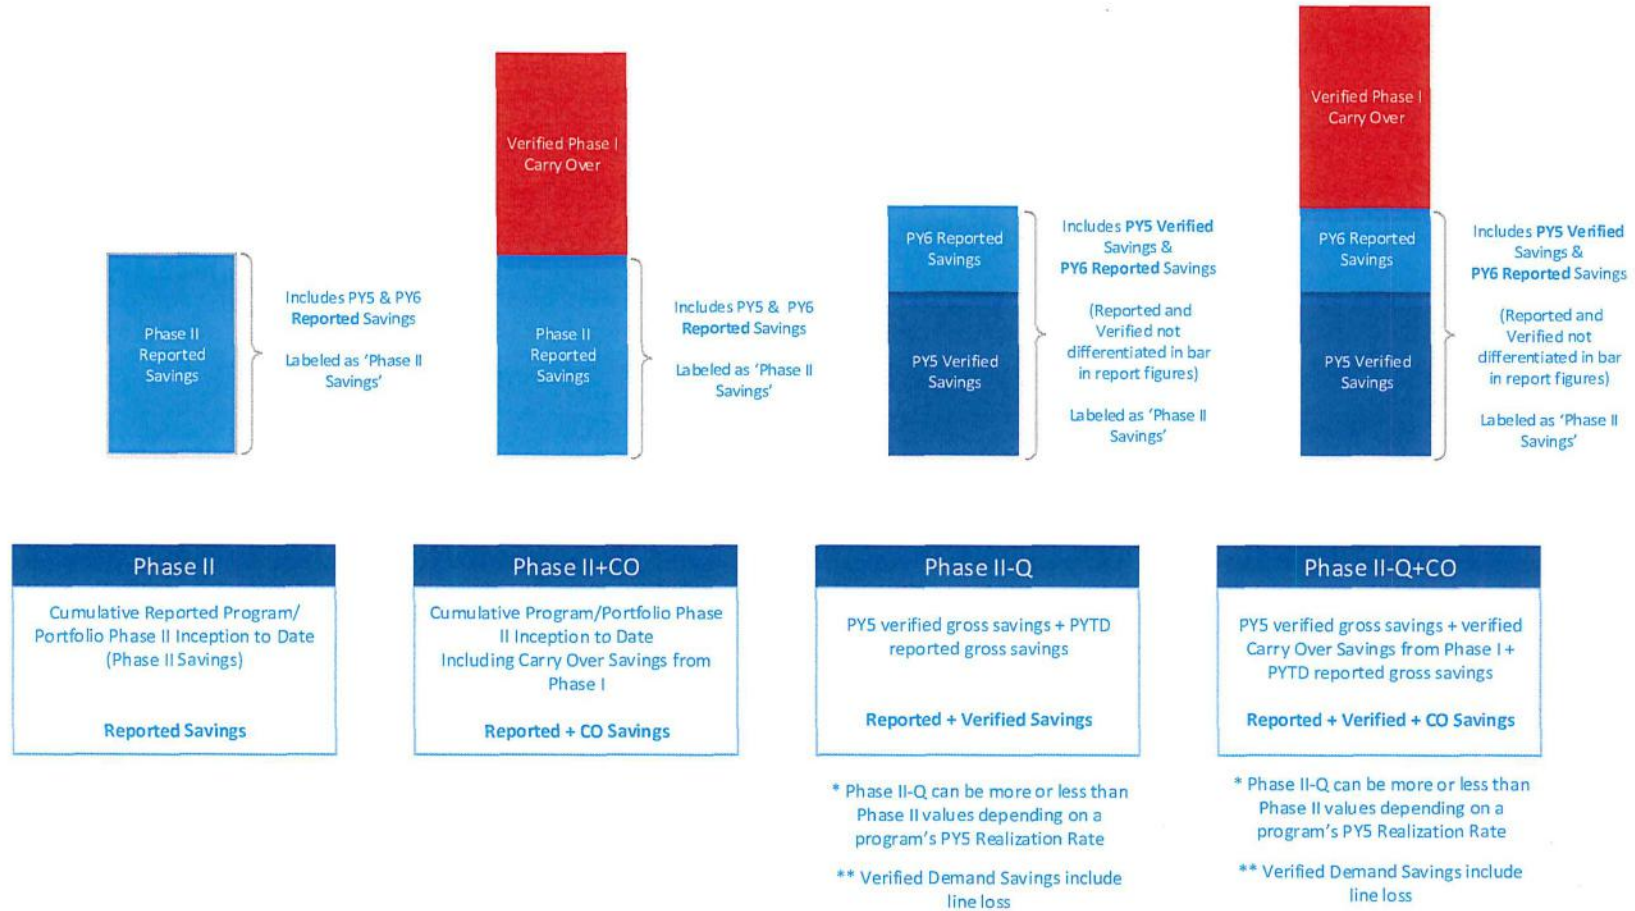 Phase II
Reported
Savings
Includes PY5 & PY6
Reported Savings
Labeled as ‘Phase II
Savings’
Verified Phase I
Carry Over
Phase II
Reported
Savings
Includes PY5 & PY6
Reported Savings
Labeled as ‘Phase II
Savings’
PY6 Reported
Savings
PY5 Verified
Savings
Includes PY5 Verified
Savings &
PY6 Reported Savings
(Reported and
Verified not
differentiated in bar
in report figures)
Labeled as ‘Phase II
Savings’
Verified Phase I
Carry Over
PY6 Reported
Savings
PY5 Verified
Savings
Includes PY5 Verified
Savings &
PY6 Reported Savings
(Reported and
Verified not
differentiated in bar
in report figures)
Labeled as ‘Phase II
Savings’
Phase II
Cumulative Reported Program/
Portfolio Phase II Inception to Date
(Phase II Savings)
Reported Savings
Phase II+CO
Cumulative Program/Portfolio Phase
II Inception to Date
Including Carry Over Savings from
Phase I
Reported + CO Savings
Phase II-Q
PY5 verified gross savings + PYTD
reported gross savings
Reported + Verified Savings
* Phase II-Q can be more or less than
Phase II values depending on a
program's PY5 Realization Rate
** Verified Demand Savings include
line loss
Phase II-Q+CO
PY5 verified gross savings + verified
Carry Over Savings from Phase I +
PYTD reported gross savings
Reported + Verified + CO Savings
* Phase II-Q can be more or less than
Phase II values depending on a
program's PY5 Realization Rate
** Verified Demand Savings include
line loss